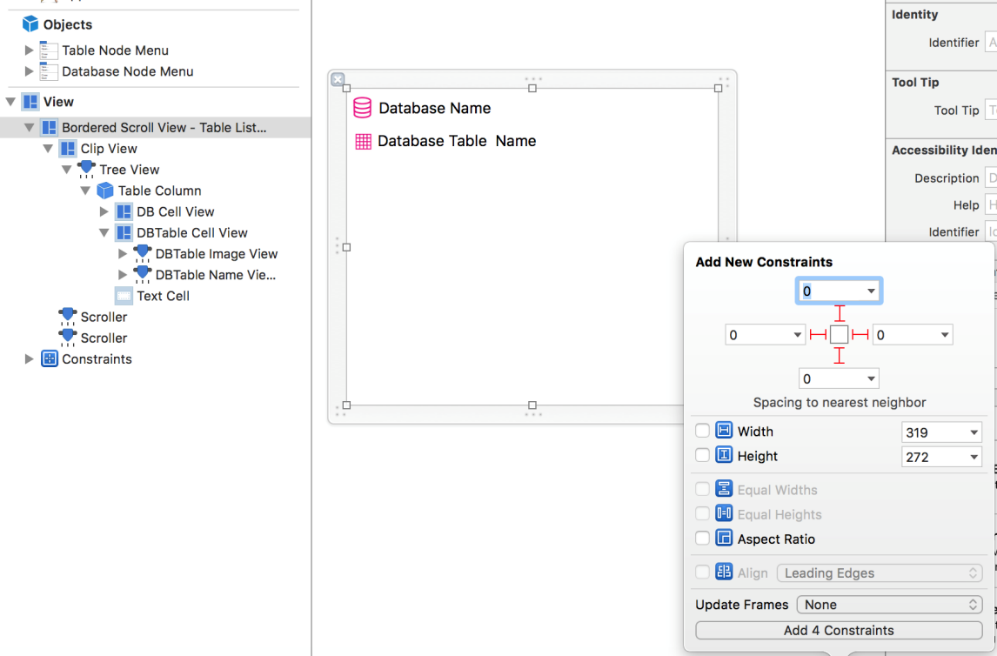 Objects
Table Node Menu
Database Node Menu
View
Bordered Scroll View - Table List...
Clip View
Tree View
Table Column
DB Cell View
DBTable Cell View
DBTable Image View
DBTable Name Vie...
Text Cell
Scroller
Scroller
Constraints
Database Name
Database Table Name
Identity
Identifier
Tool Tip
Tool Tip
Accessibility Iden
Description
Help
Identifier
Add New Constraints
0
0 0
0
Spacing to nearest neighbor
Width 319
Height 272
Equal Widths
Equal Heights
Aspect Ratio
Align Leading Edges
Update Frames None
Add 4 Constraints